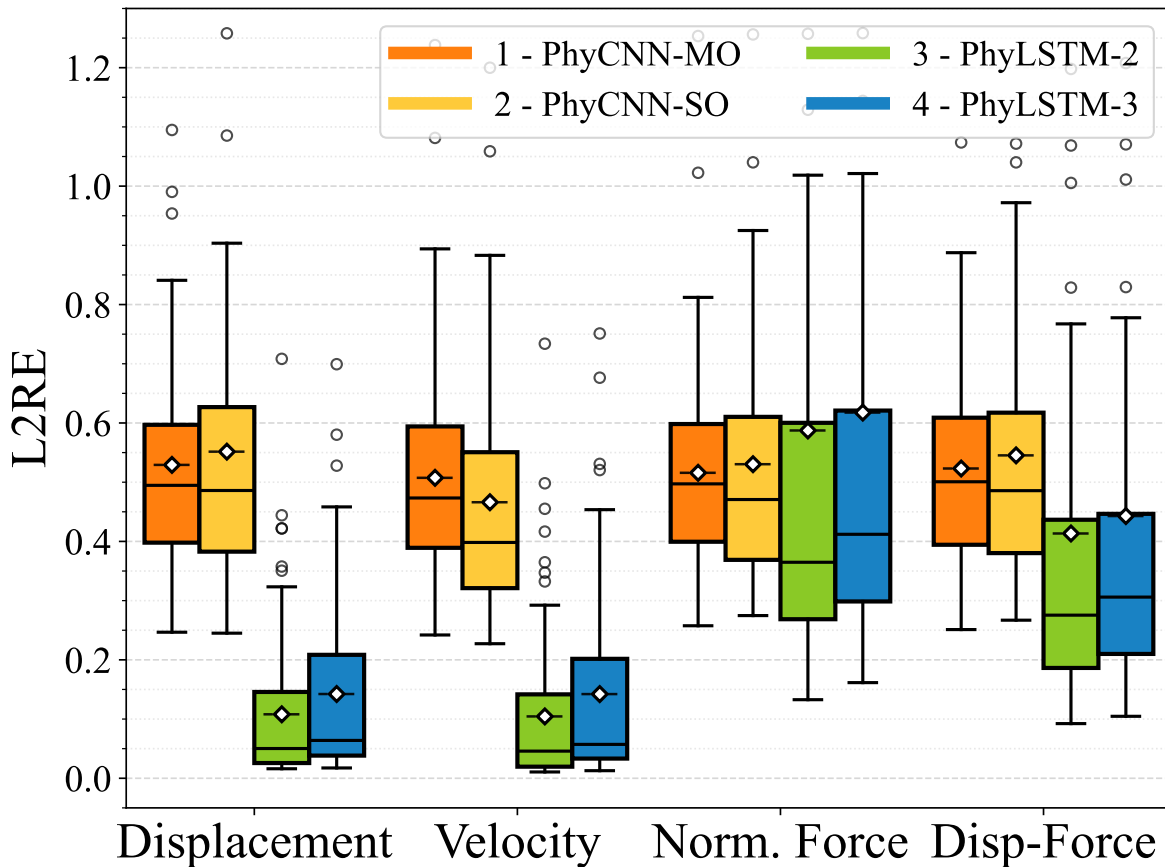 1 - PhyCNN-MO
2 - PhyCNN-SO
3 - PhyLSTM-2
4 - PhyLSTM-3
L2RE
1.2
1.0
0.8
0.6
0.4
0.2
0.0
Displacement
Velocity
Norm. Force
Disp-Force